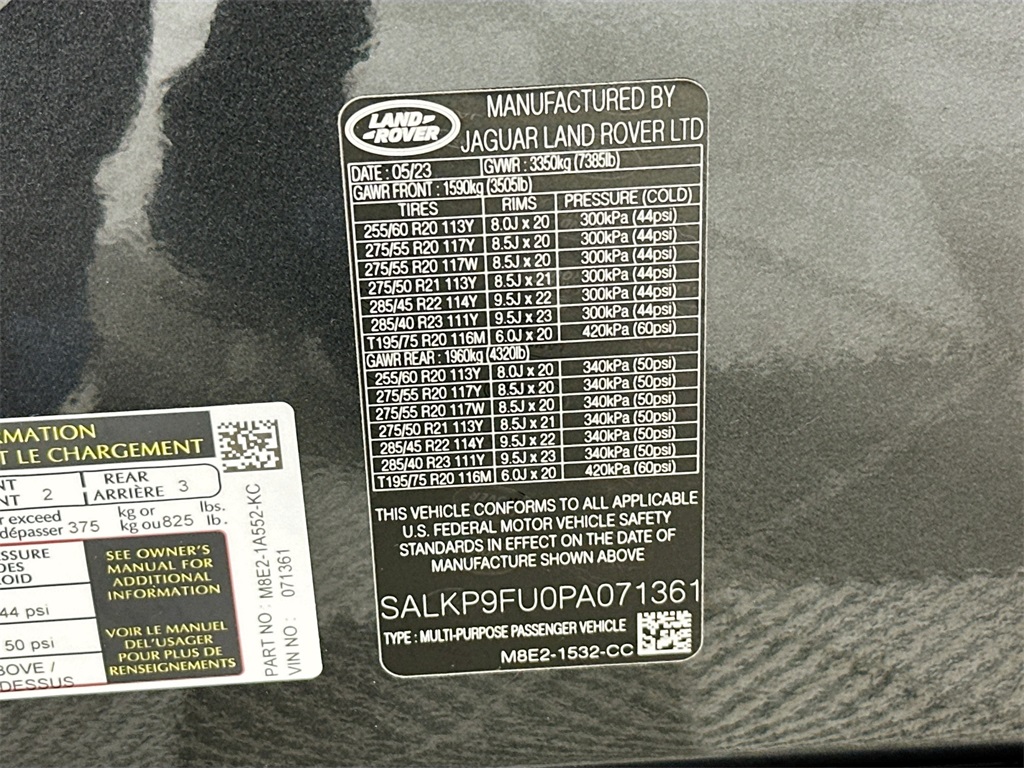 LAND-
-ROVER
MANUFACTURED BY
JAGUAR LAND ROVER LTD
DATE : 05/23 GVWR : 3350kg (7385lb)
GAWR FRONT : 1590kg (3505lb)
TIRES RIMS PRESSURE (COLD)
255/60 R20 113Y 8.0J x 20 300kPa (44psi)
275/55 R20 117Y 8.5J x 20 300kPa (44psi)
275/55 R20 117W 8.5J x 20 300kPa (44psi)
275/50 R21 113Y 8.5J x 21 300kPa (44psi)
285/45 R22 114Y 9.5J x 22 300kPa (44psi)
285/40 R23 111Y 9.5J x 23 300kPa (44psi)
T195/75 R20 116M 6.0J x 20 420kPa (60psi)
GAWR REAR : 1960kg (4320lb)
255/60 R20 113Y 8.0J x 20 340kPa (50psi)
275/55 R20 117Y 8.5J x 20 340kPa (50psi)
275/55 R20 117W 8.5J x 20 340kPa (50psi)
275/50 R21 113Y 8.5J x 21 340kPa (50psi)
285/45 R22 114Y 9.5J x 22 340kPa (50psi)
285/40 R23 111Y 9.5J x 23 340kPa (50psi)
T195/75 R20 116M 6.0J x 20 420kPa (60psi)
THIS VEHICLE CONFORMS TO ALL APPLICABLE
U.S. FEDERAL MOTOR VEHICLE SAFETY
STANDARDS IN EFFECT ON THE DATE OF
MANUFACTURE SHOWN ABOVE
SALKP9FU0PA071361
TYPE : MULTI-PURPOSE PASSENGER VEHICLE
M8E2-1532-CC
RMATION
T LE CHARGEMENT
NT 2 REAR 3
NT ARRIÈRE
r exceed 375 kg or 825 lbs.
dépasser kg ou lb.
SSURE
DES
OID
44 psi
50 psi
BOVE /
DESSUS
SEE OWNER'S
MANUAL FOR
ADDITIONAL
INFORMATION
VOIR LE MANUEL
DEL'USAGER
POUR PLUS DE
RENSEIGNEMENTS
PART NO : M8E2-1A552-KC
VIN NO : 071361